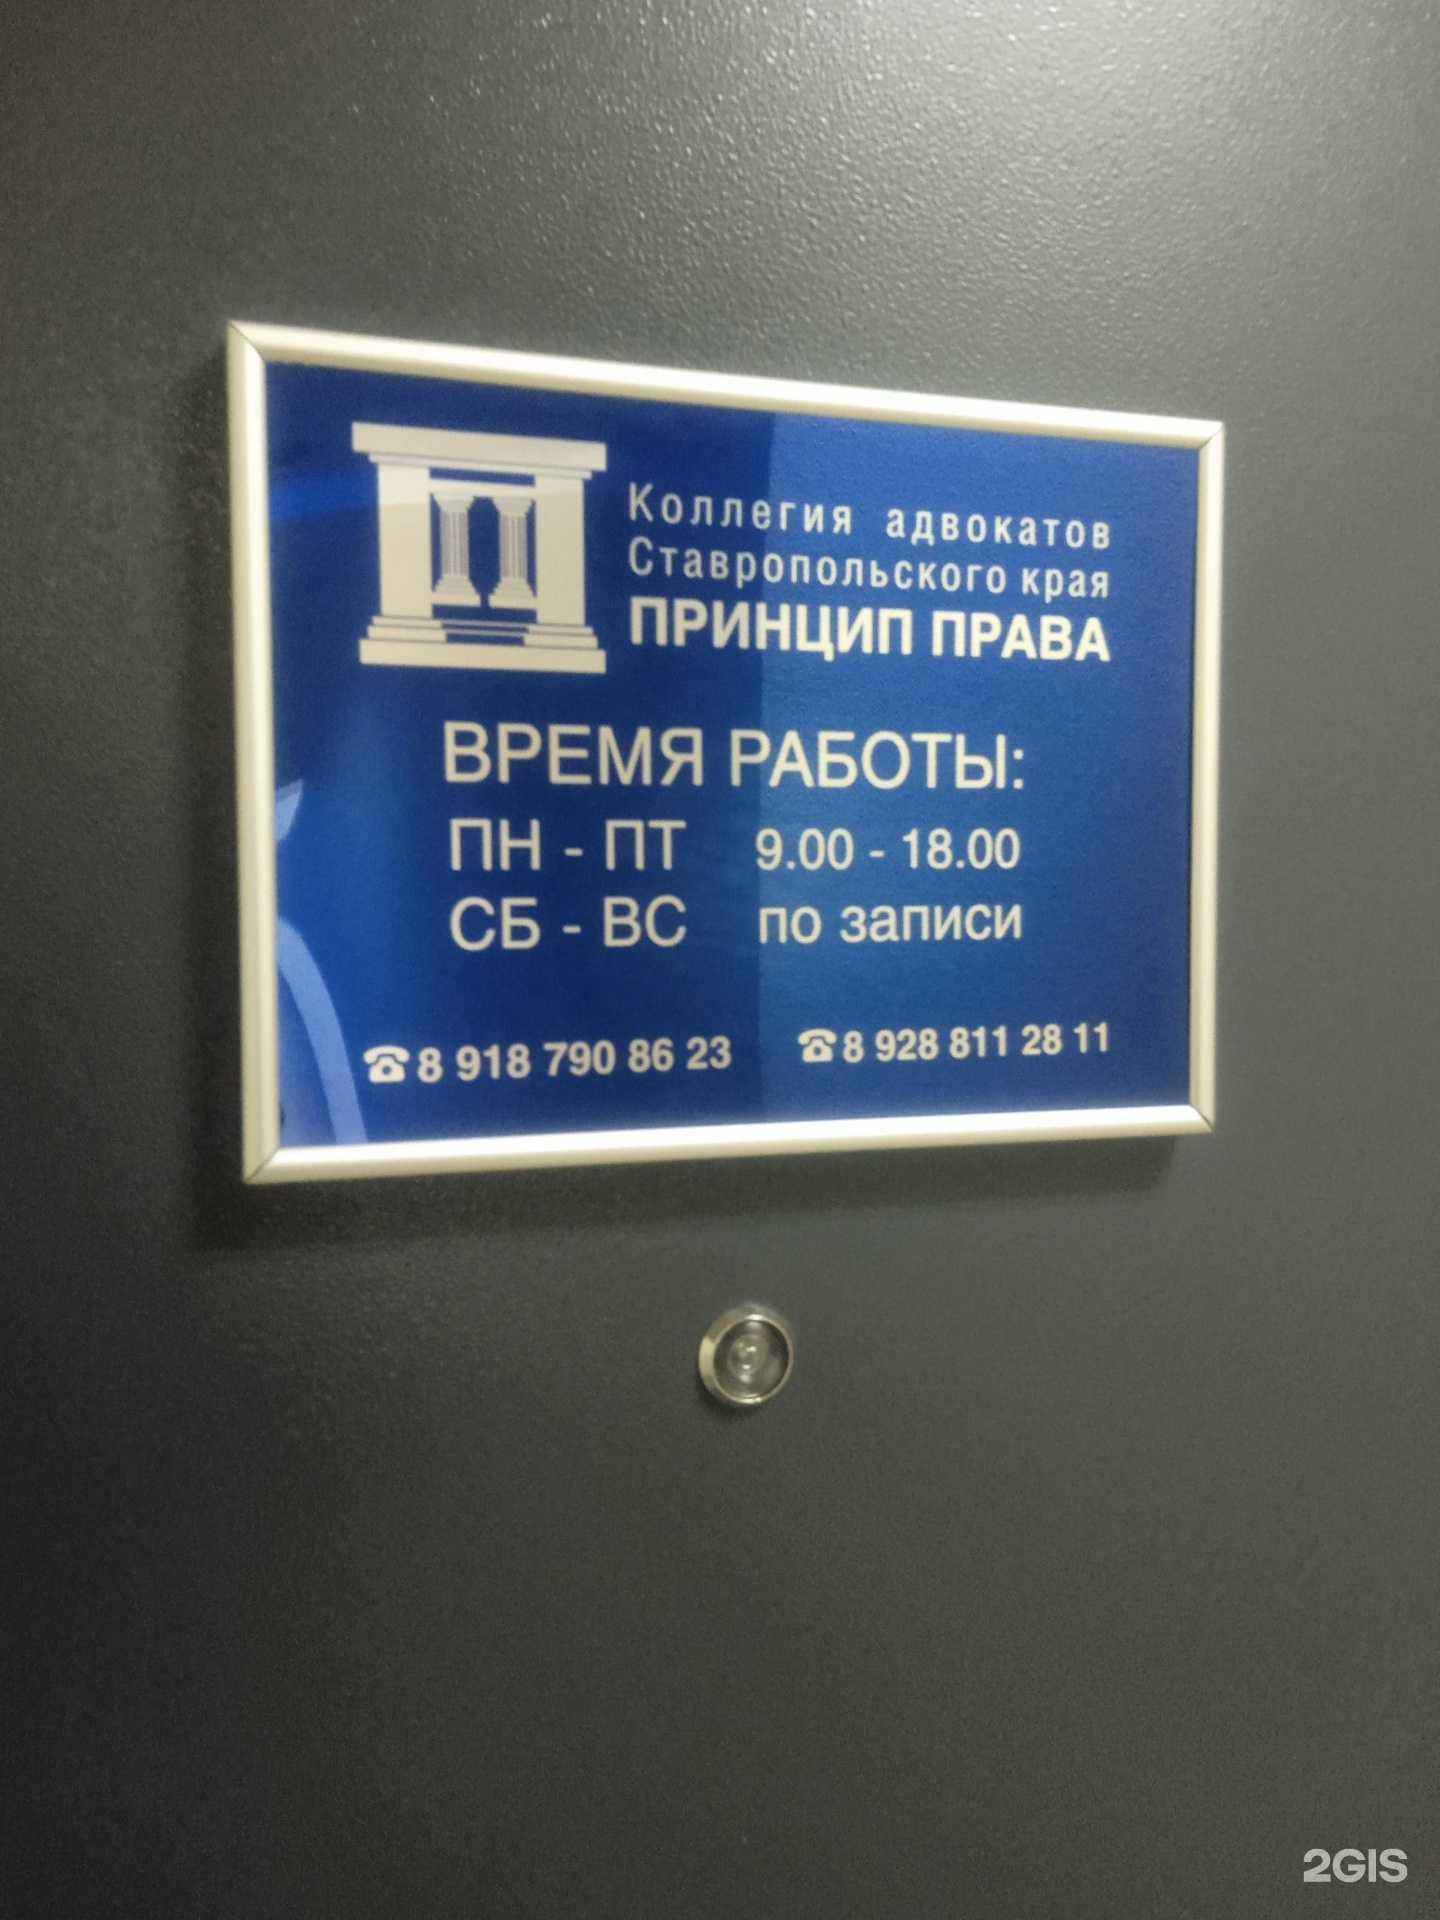 Коллегия адвокатов
Ставропольского края
ПРИНЦИП ПРАВА
ВРЕМЯ РАБОТЫ:
ПН - ПТ 9.00 - 18.00
СБ - ВС по записи
☎8 918 790 86 23 ☎8 928 811 28 11
2GIS